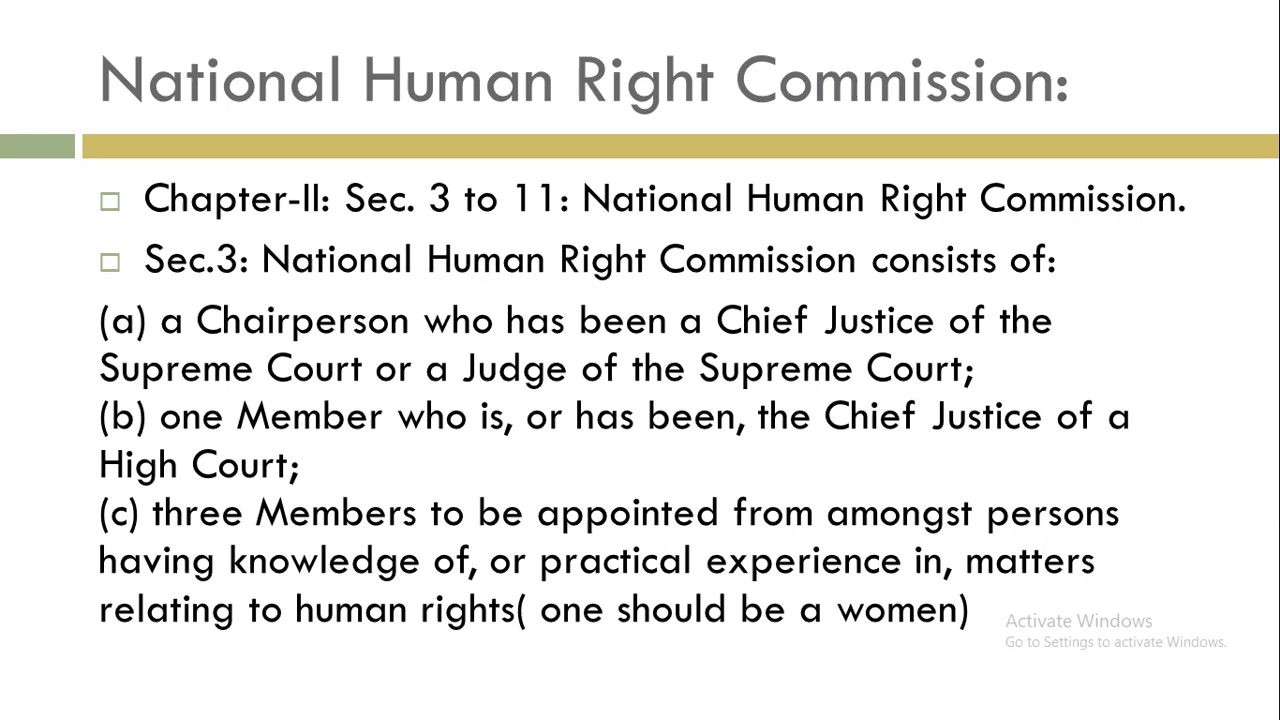 National Human Right Commission:
Chapter-II: Sec. 3 to 11: National Human Right Commission.
Sec.3: National Human Right Commission consists of:
(a) a Chairperson who has been a Chief Justice of the
Supreme Court or a Judge of the Supreme Court;
(b) one Member who is, or has been, the Chief Justice of a
High Court;
(c) three Members to be appointed from amongst persons
having knowledge of, or practical experience in, matters
relating to human rights( one should be a women)
Activate Windows
Go to Settings to activate Windows.